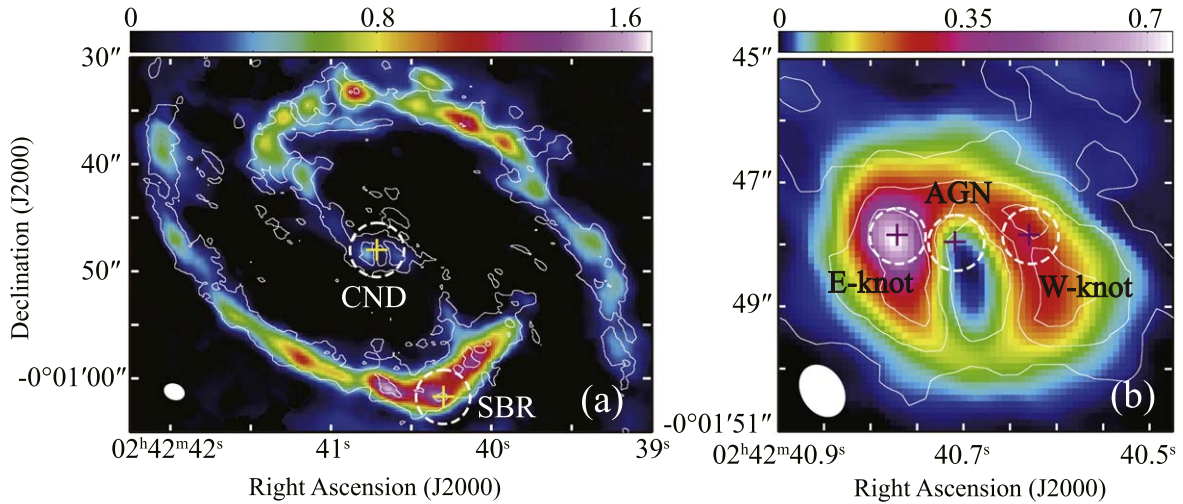 0 0.8 1.6
30″
40″
50″
-0°01′00″
Declination (J2000)
CND
SBR
(a)
02ʰ42ᵐ42ˢ 41ˢ 40ˢ 39ˢ
Right Ascension (J2000)
0 0.35 0.7
45″
47″
49″
-0°01′51″
AGN
E-knot
W-knot
(b)
02ʰ42ᵐ40.9ˢ 40.7ˢ 40.5ˢ
Right Ascension (J2000)